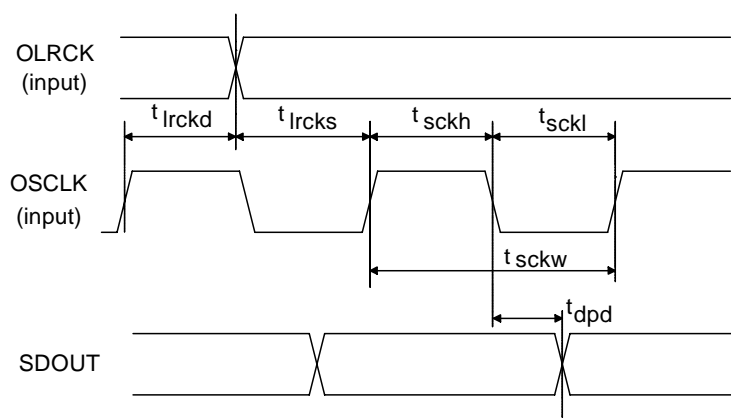 OLRCK
(input)
t lrckd
t lrcks
t sckh
t sckl
OSCLK
(input)
t sckw
t dpd
SDOUT